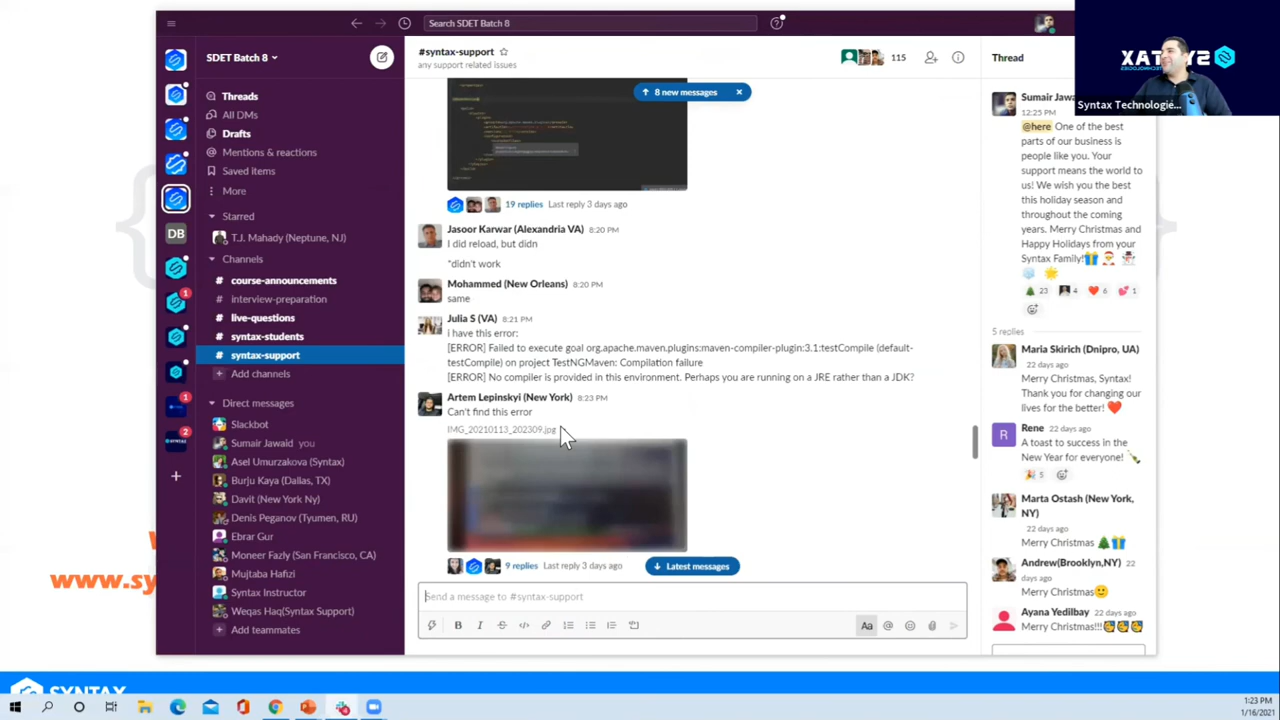 Search SDET Batch 8
SYNTAX
TECHNOLOGIES
Syntax Technologie...
SDET Batch 8
Threads
All DMs
Drafts
Mentions & reactions
Saved items
More
Starred
T.J. Mahady (Neptune, NJ)
Channels
# course-announcements
# interview-preparation
# live-questions
# syntax-students
# syntax-support
+ Add channels
Direct messages
Slackbot
Sumair Jawaid you
Asel Umurzakova (Syntax)
Burju Kaya (Dallas, TX)
Davit (New York Ny)
Denis Peganov (Tyumen, RU)
Ebrar Gur
Moneer Fazly (San Francisco, CA)
Mujtaba Hafizi
Syntax Instructor
Weqas Haq(Syntax Support)
+ Add teammates
DB
1
1
2
+
#syntax-support
any support related issues
115
8 new messages
19 replies Last reply 3 days ago
Jasoor Karwar (Alexandria VA) 8:20 PM
I did reload, but didn
*didn't work
Mohammed (New Orleans) 8:20 PM
same
Julia S (VA) 8:21 PM
i have this error:
[ERROR] Failed to execute goal org.apache.maven.plugins:maven-compiler-plugin:3.1:testCompile (default-
testCompile) on project TestNGMaven: Compilation failure
[ERROR] No compiler is provided in this environment. Perhaps you are running on a JRE rather than a JDK?
Artem Lepinskyi (New York) 8:23 PM
Can't find this error
IMG_20210113_202309.jpg
9 replies Last reply 3 days ago
Latest messages
Send a message to #syntax-support
B I S </> Aa @
Thread
Sumair Jaw
12:25 PM
@here One of the best
parts of our business is
people like you. Your
support means the world to
us! We wish you the best
this holiday season and
throughout the coming
years. Merry Christmas and
Happy Holidays from your
Syntax Family!
23 4 6 1
5 replies
Maria Skirich (Dnipro, UA)
22 days ago
Merry Christmas, Syntax!
Thank you for changing our
lives for the better!
R
Rene 22 days ago
A toast to success in the
New Year for everyone!
5
Marta Ostash (New York,
NY)
22 days ago
Merry Christmas
Andrew(Brooklyn,NY) 22
days ago
Merry Christmas
Ayana Yedilbay 22 days ago
Merry Christmas!!!
www.sy
SYNTAX
1:23 PM
1/16/2021